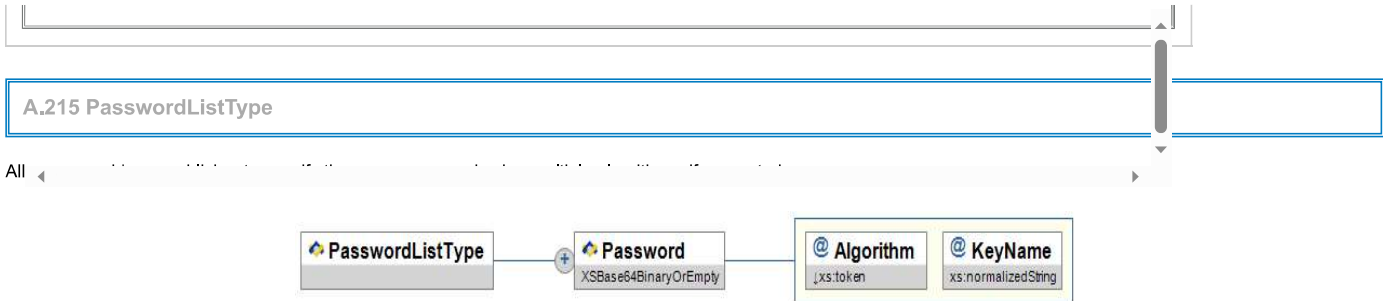 A.215 PasswordListType
All
PasswordListType
Password
XSBase64BinaryOrEmpty
@ Algorithm
↓xs:token
@ KeyName
xs:normalizedString